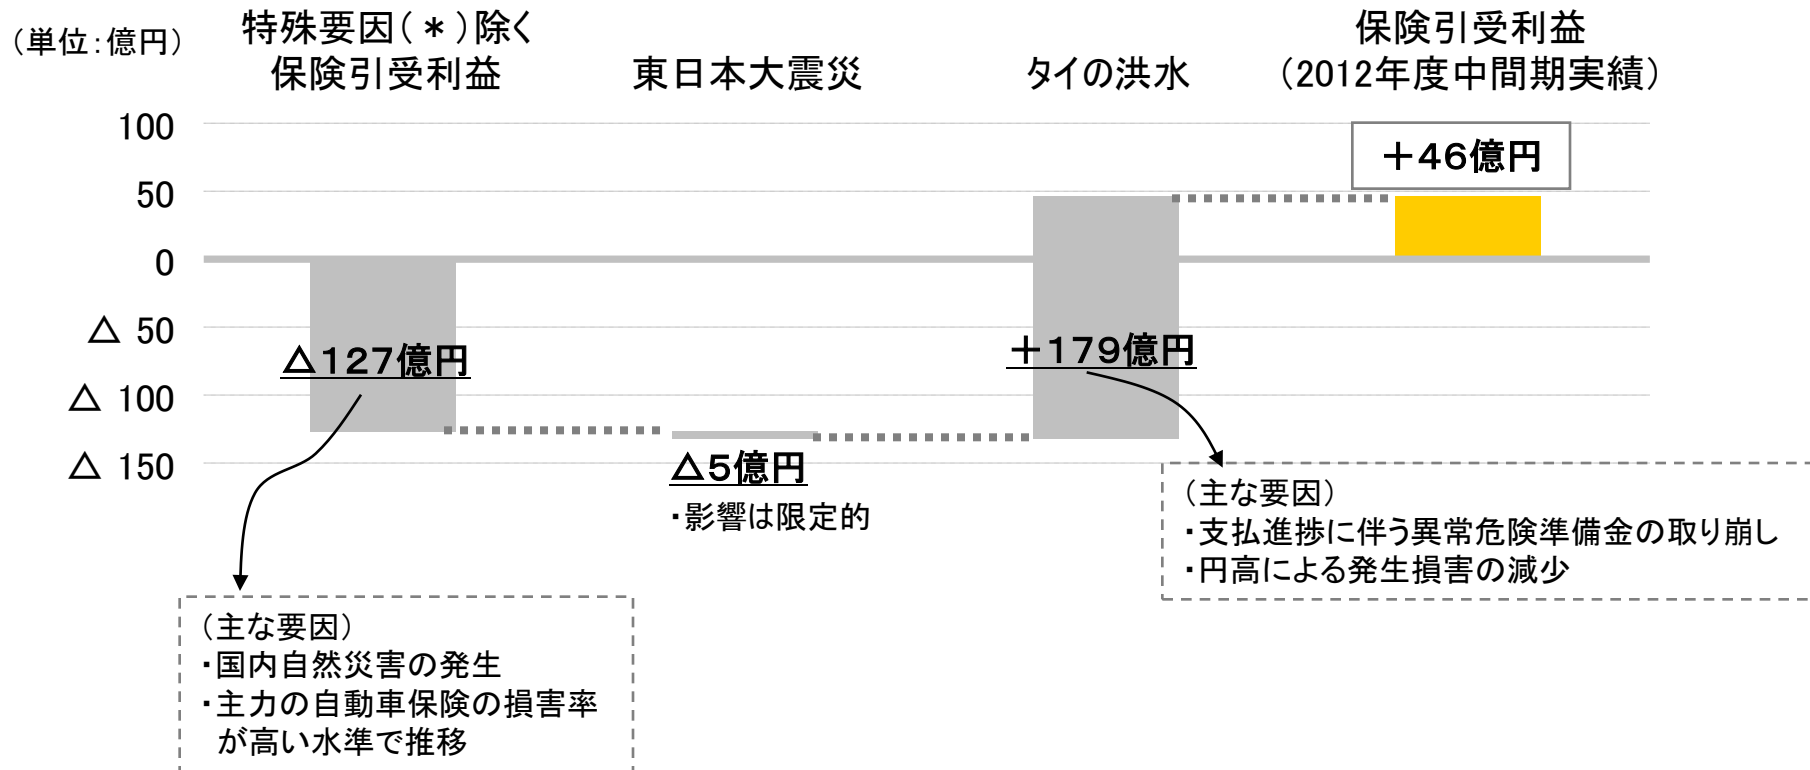 （単位：億円）
特殊要因（＊）除く
保険引受利益
東日本大震災
タイの洪水
保険引受利益
（2012年度中間期実績）
100
50
0
△ 50
△ 100
△ 150
＋46億円
△127億円
＋179億円
△5億円
・影響は限定的
（主な要因）
・支払進捗に伴う異常危険準備金の取り崩し
・円高による発生損害の減少
（主な要因）
・国内自然災害の発生
・主力の自動車保険の損害率
が高い水準で推移